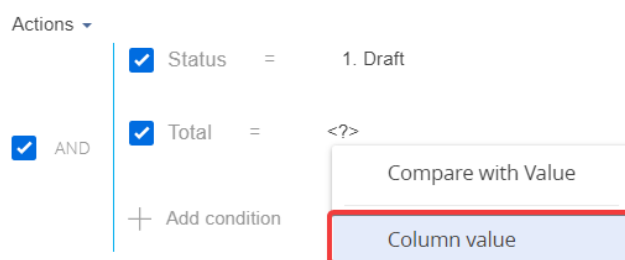 Actions
Status = 1. Draft
Total = <?>
AND
Compare with Value
Add condition
Column value